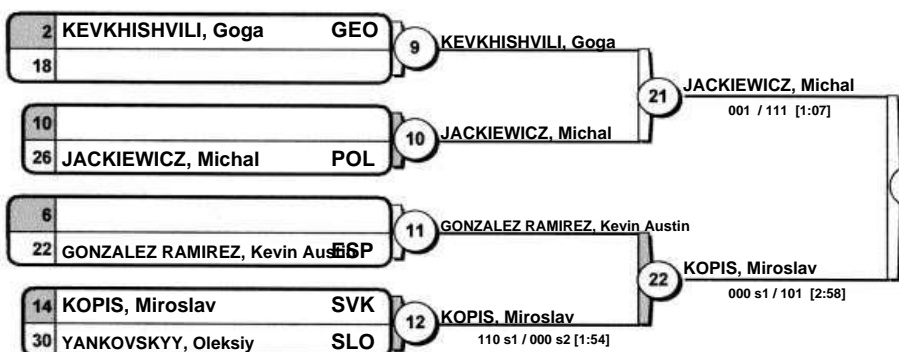 2 KEVKHISHVILI, Goga GEO
18
9
KEVKHISHVILI, Goga
10
26 JACKIEWICZ, Michal POL
10
JACKIEWICZ, Michal
21
JACKIEWICZ, Michal
001 / 111 [1:07]
6
22 GONZALEZ RAMIREZ, Kevin Austin ESP
11
GONZALEZ RAMIREZ, Kevin Austin
14 KOPIS, Miroslav SVK
30 YANKOVSKYY, Oleksiy SLO
12
KOPIS, Miroslav
110 s1 / 000 s2 [1:54]
22
KOPIS, Miroslav
000 s1 / 101 [2:58]